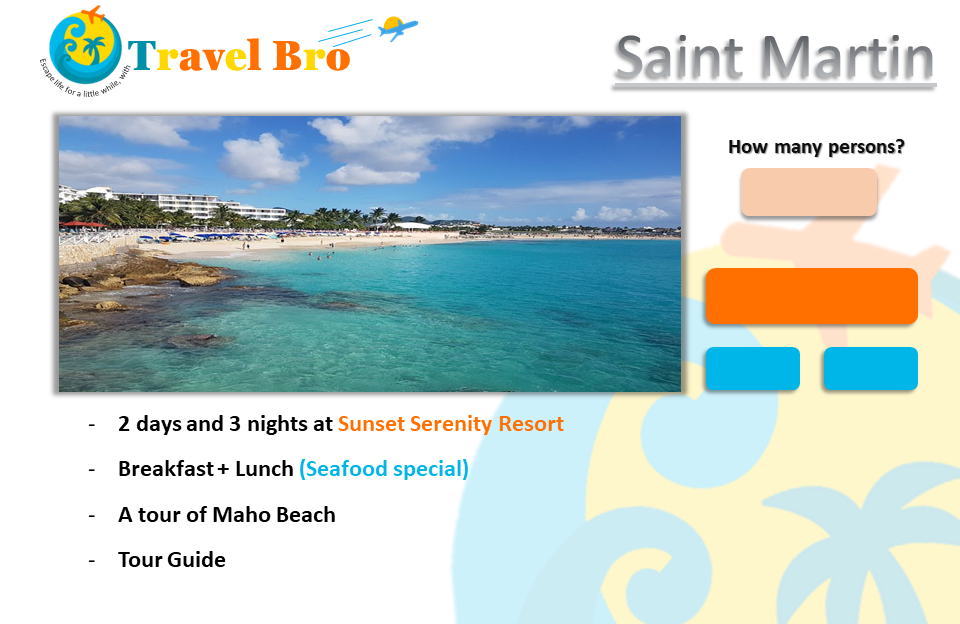 Travel Bro
Escape life for a little while, with
Saint Martin
How many persons?
- 2 days and 3 nights at Sunset Serenity Resort
- Breakfast + Lunch (Seafood special)
- A tour of Maho Beach
- Tour Guide